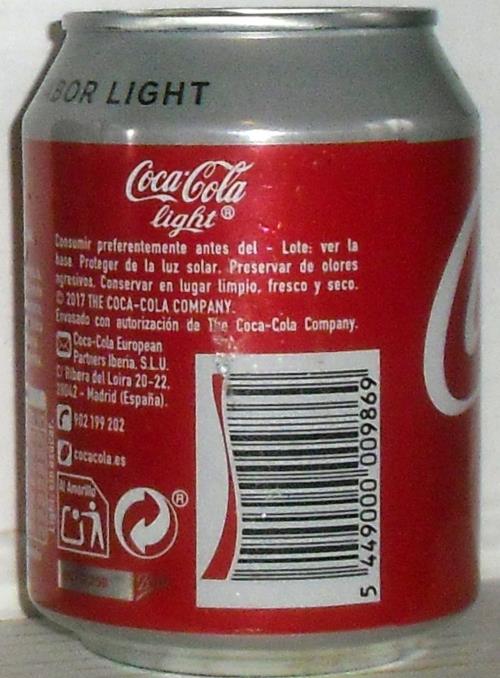 BOR LIGHT
Coca-Cola
light®
Consumir preferentemente antes del - Lote: ver la
base. Proteger de la luz solar. Preservar de olores
agresivos. Conservar en lugar limpio, fresco y seco.
© 2017 THE COCA-COLA COMPANY.
Envasado con autorización de The Coca-Cola Company.
Coca-Cola European
Partners Iberia, S.L.U.
C/ Ribera del Loira 20-22,
28042 - Madrid (España).
902 199 202
cocacola.es
Al Amarillo
®
5 449000 009869